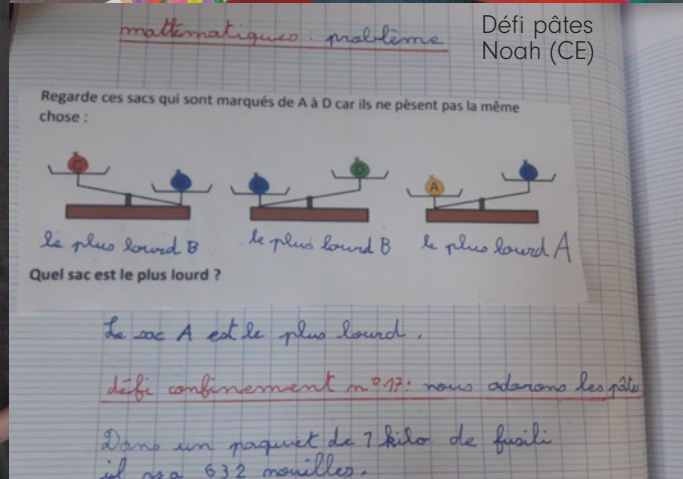 Défi pâtes
Noah (CE)
mathématiques : problème
Regarde ces sacs qui sont marqués de A à D car ils ne pèsent pas la même
chose :
C B B D A B
le plus lourd B le plus lourd B le plus lourd A
Quel sac est le plus lourd ?
Le sac A est le plus lourd.
défi confinement n° 17: nous adorons les pâte
Dans un paquet de 1 kilo de fusili
il y a 632 nouilles.